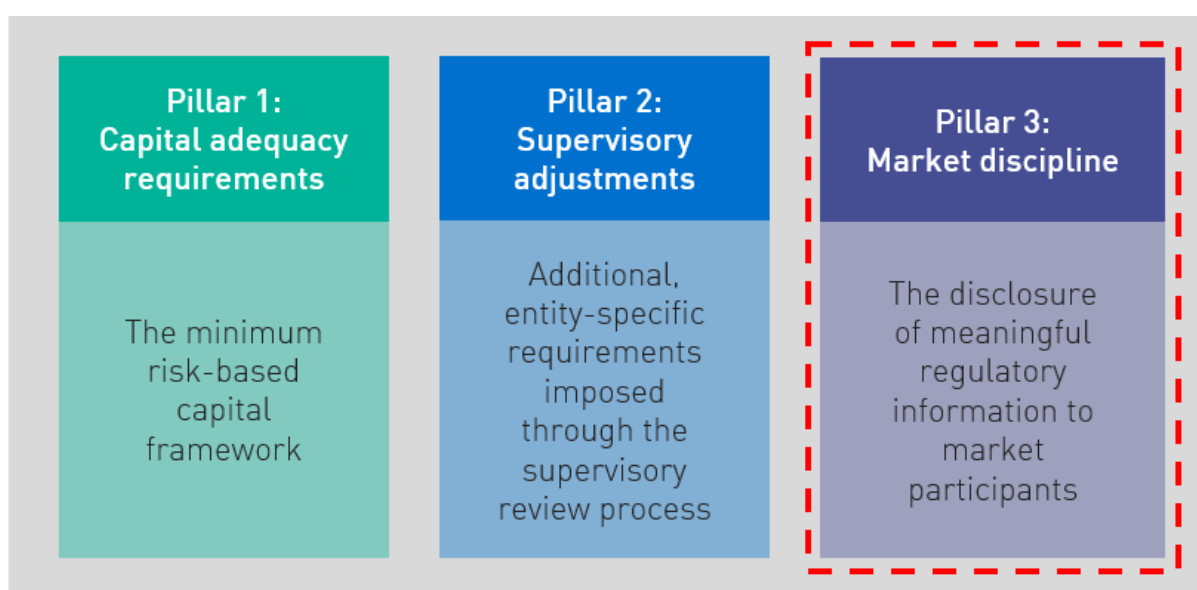 Pillar 1:
Capital adequacy
requirements
The minimum
risk-based
capital
framework
Pillar 2:
Supervisory
adjustments
Additional,
entity-specific
requirements
imposed
through the
supervisory
review process
Pillar 3:
Market discipline
The disclosure
of meaningful
regulatory
information to
market
participants